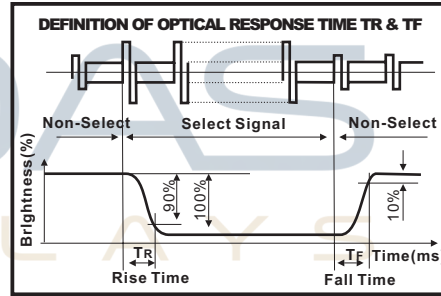 DEFINITION OF OPTICAL RESPONSE TIME TR & TF
Non-Select Select Signal Non-Select
Brightness(%)
90%
100%
10%
TR TF Time(ms
Rise Time Fall Time